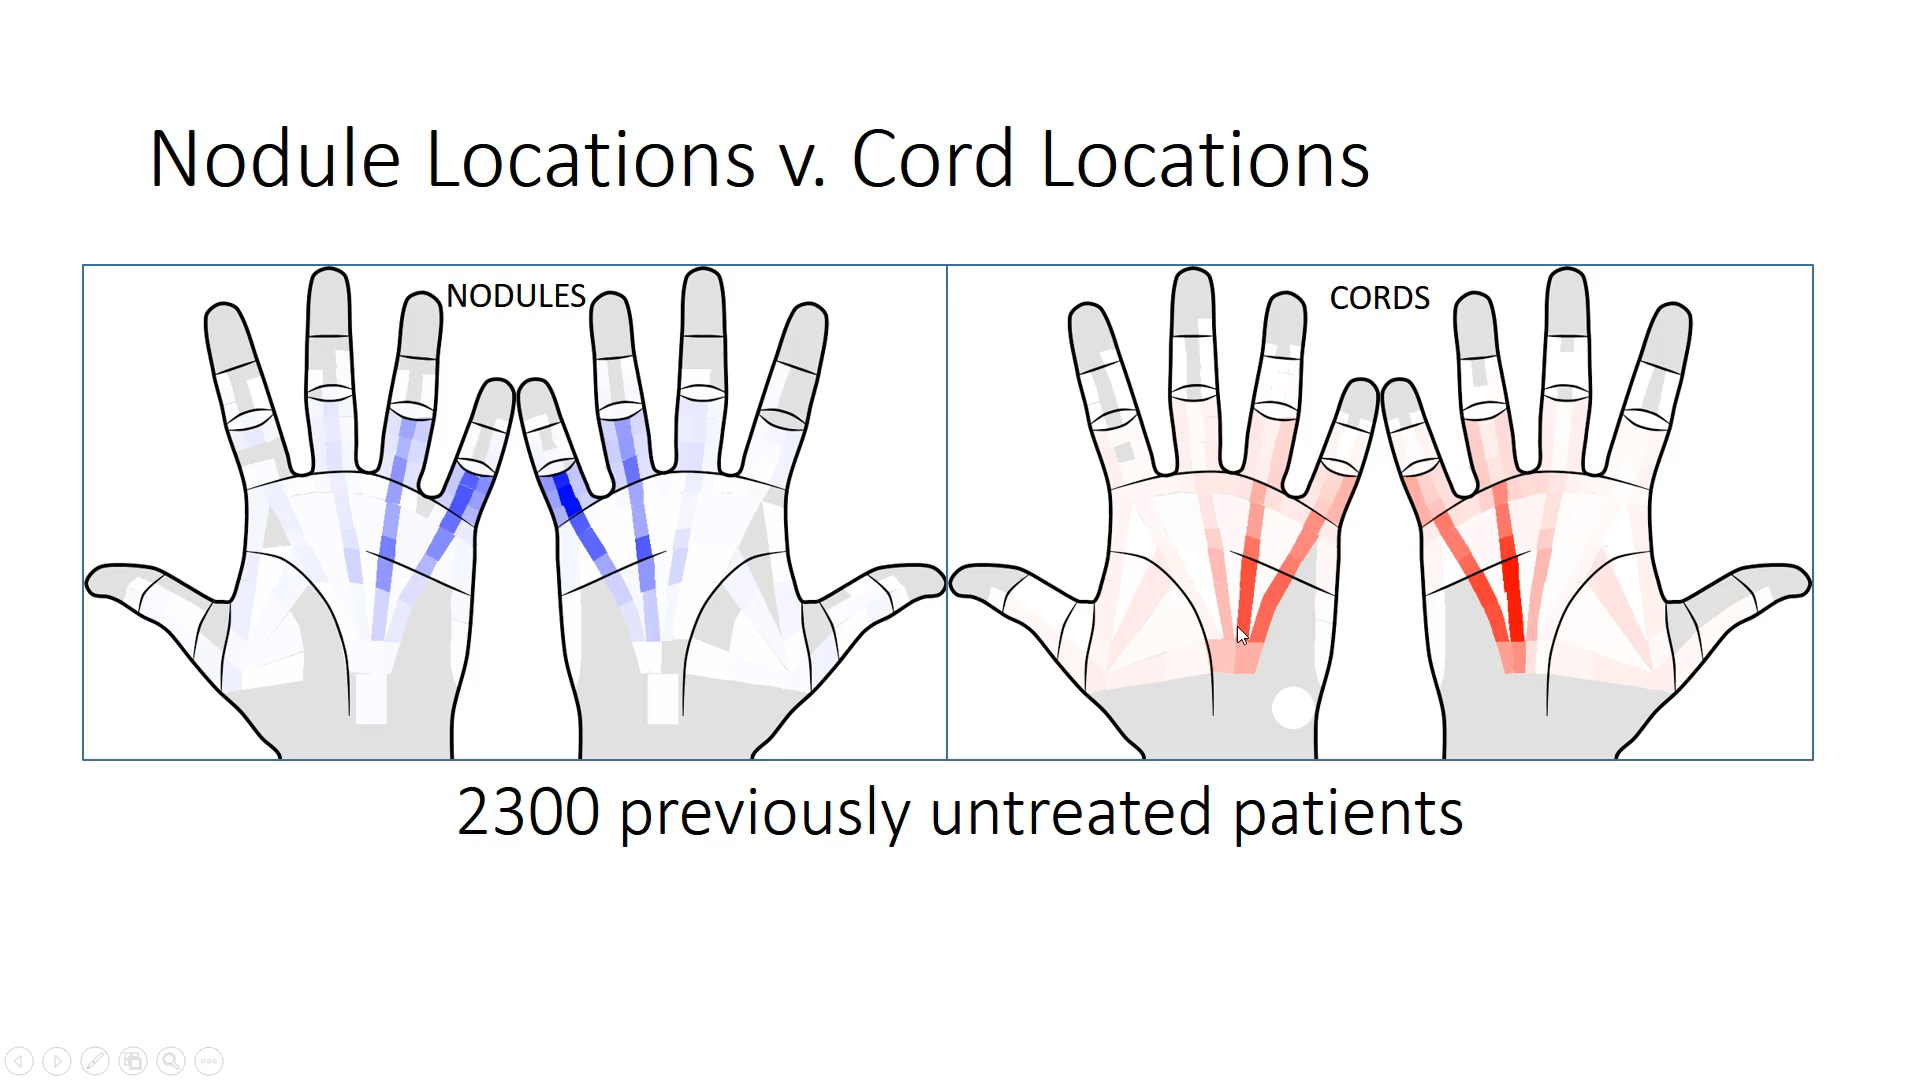 Nodule Locations v. Cord Locations
NODULES
CORDS
2300 previously untreated patients